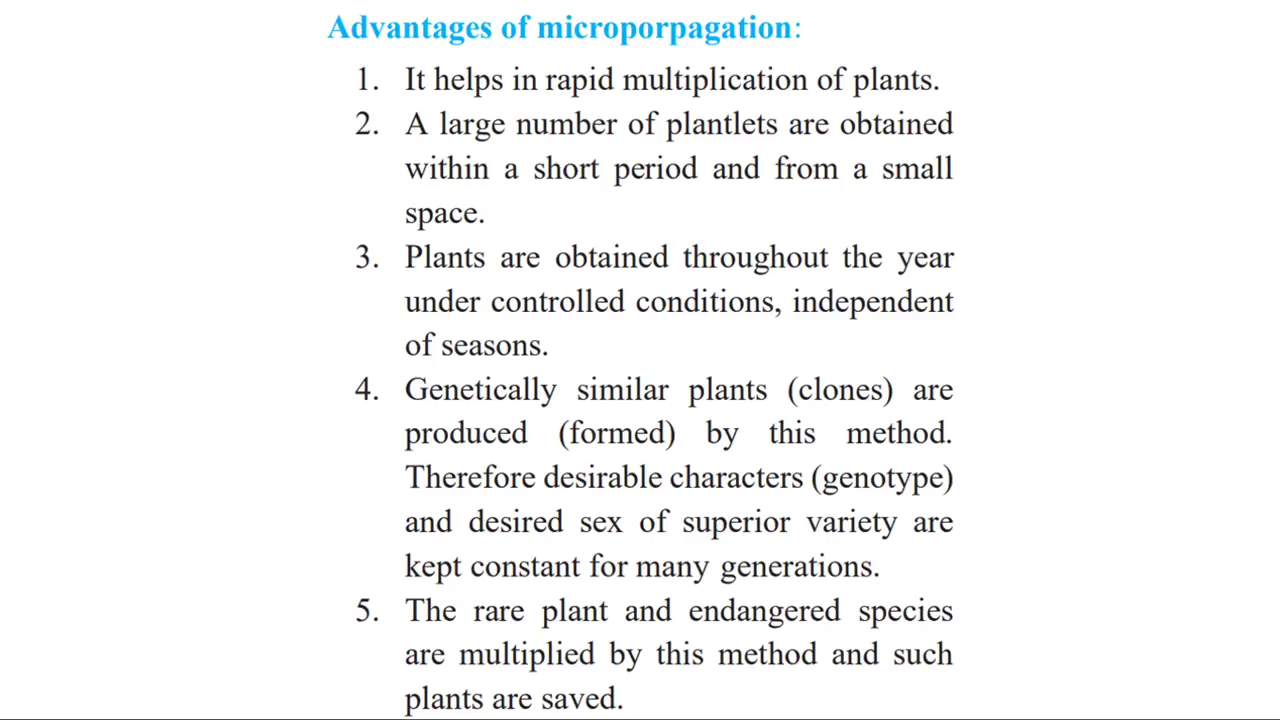 Advantages of microporpagation:
1. It helps in rapid multiplication of plants.
2. A large number of plantlets are obtained
within a short period and from a small
space.
3. Plants are obtained throughout the year
under controlled conditions, independent
of seasons.
4. Genetically similar plants (clones) are
produced (formed) by this method.
Therefore desirable characters (genotype)
and desired sex of superior variety are
kept constant for many generations.
5. The rare plant and endangered species
are multiplied by this method and such
plants are saved.